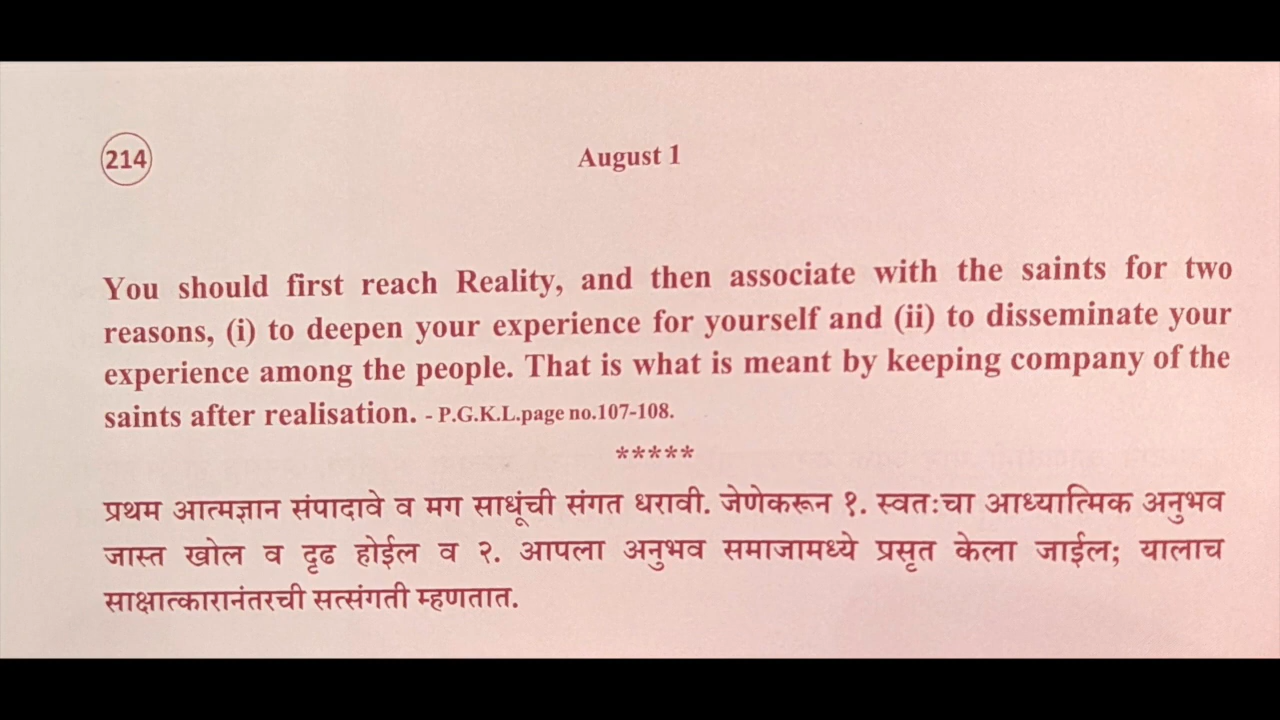 214
August 1
You should first reach Reality, and then associate with the saints for two
reasons, (i) to deepen your experience for yourself and (ii) to disseminate your
experience among the people. That is what is meant by keeping company of the
saints after realisation. - P.G.K.L.page no.107-108.
*****
प्रथम आत्मज्ञान संपादावे व मग साधूंची संगत धरावी. जेणेकरून १. स्वतःचा आध्यात्मिक अनुभव
जास्त खोल व दृढ होईल व २. आपला अनुभव समाजामध्ये प्रसृत केला जाईल; यालाच
साक्षात्कारानंतरची सत्संगती म्हणतात.